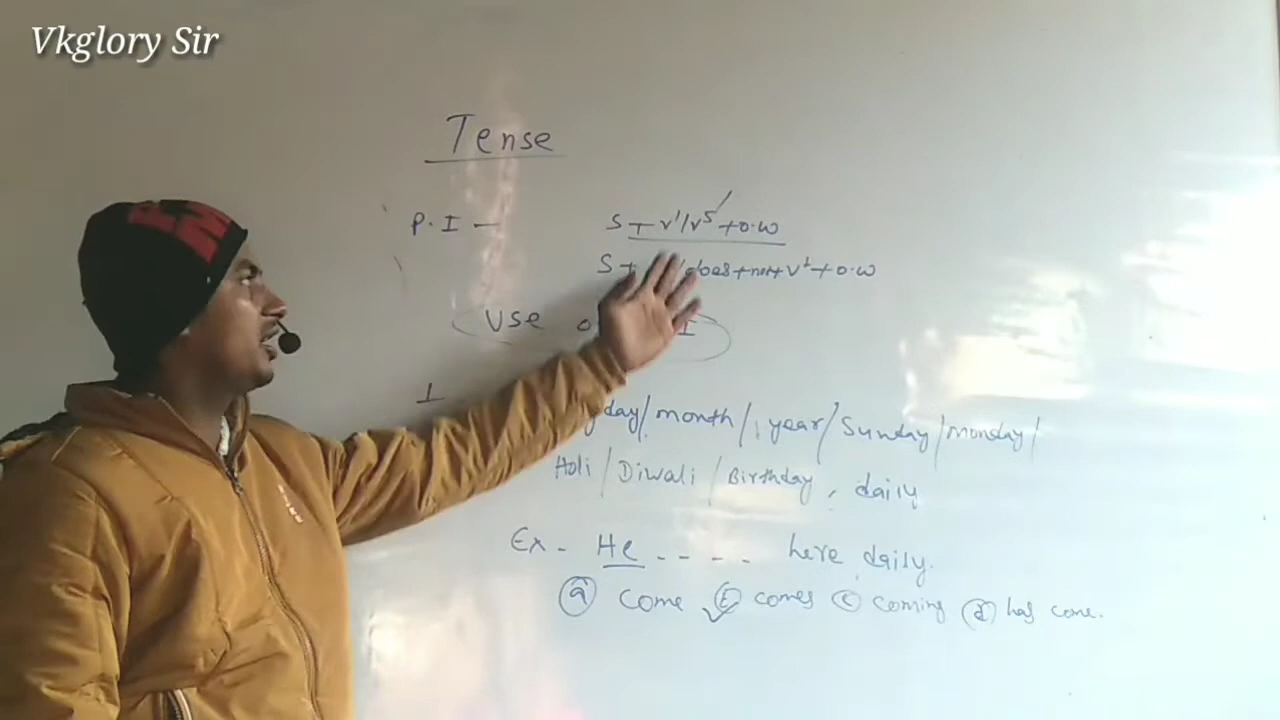 Vkglory Sir
Tense
P.I - S + v¹/v⁵ + o.w
S + does + not + v¹ + o.w
Use I
I
day / month / year / Sunday / monday /
Holi / Diwali / Birthday, daily
Ex - He - - - - here daily.
(a) come (b) comes (c) coming (d) has come.